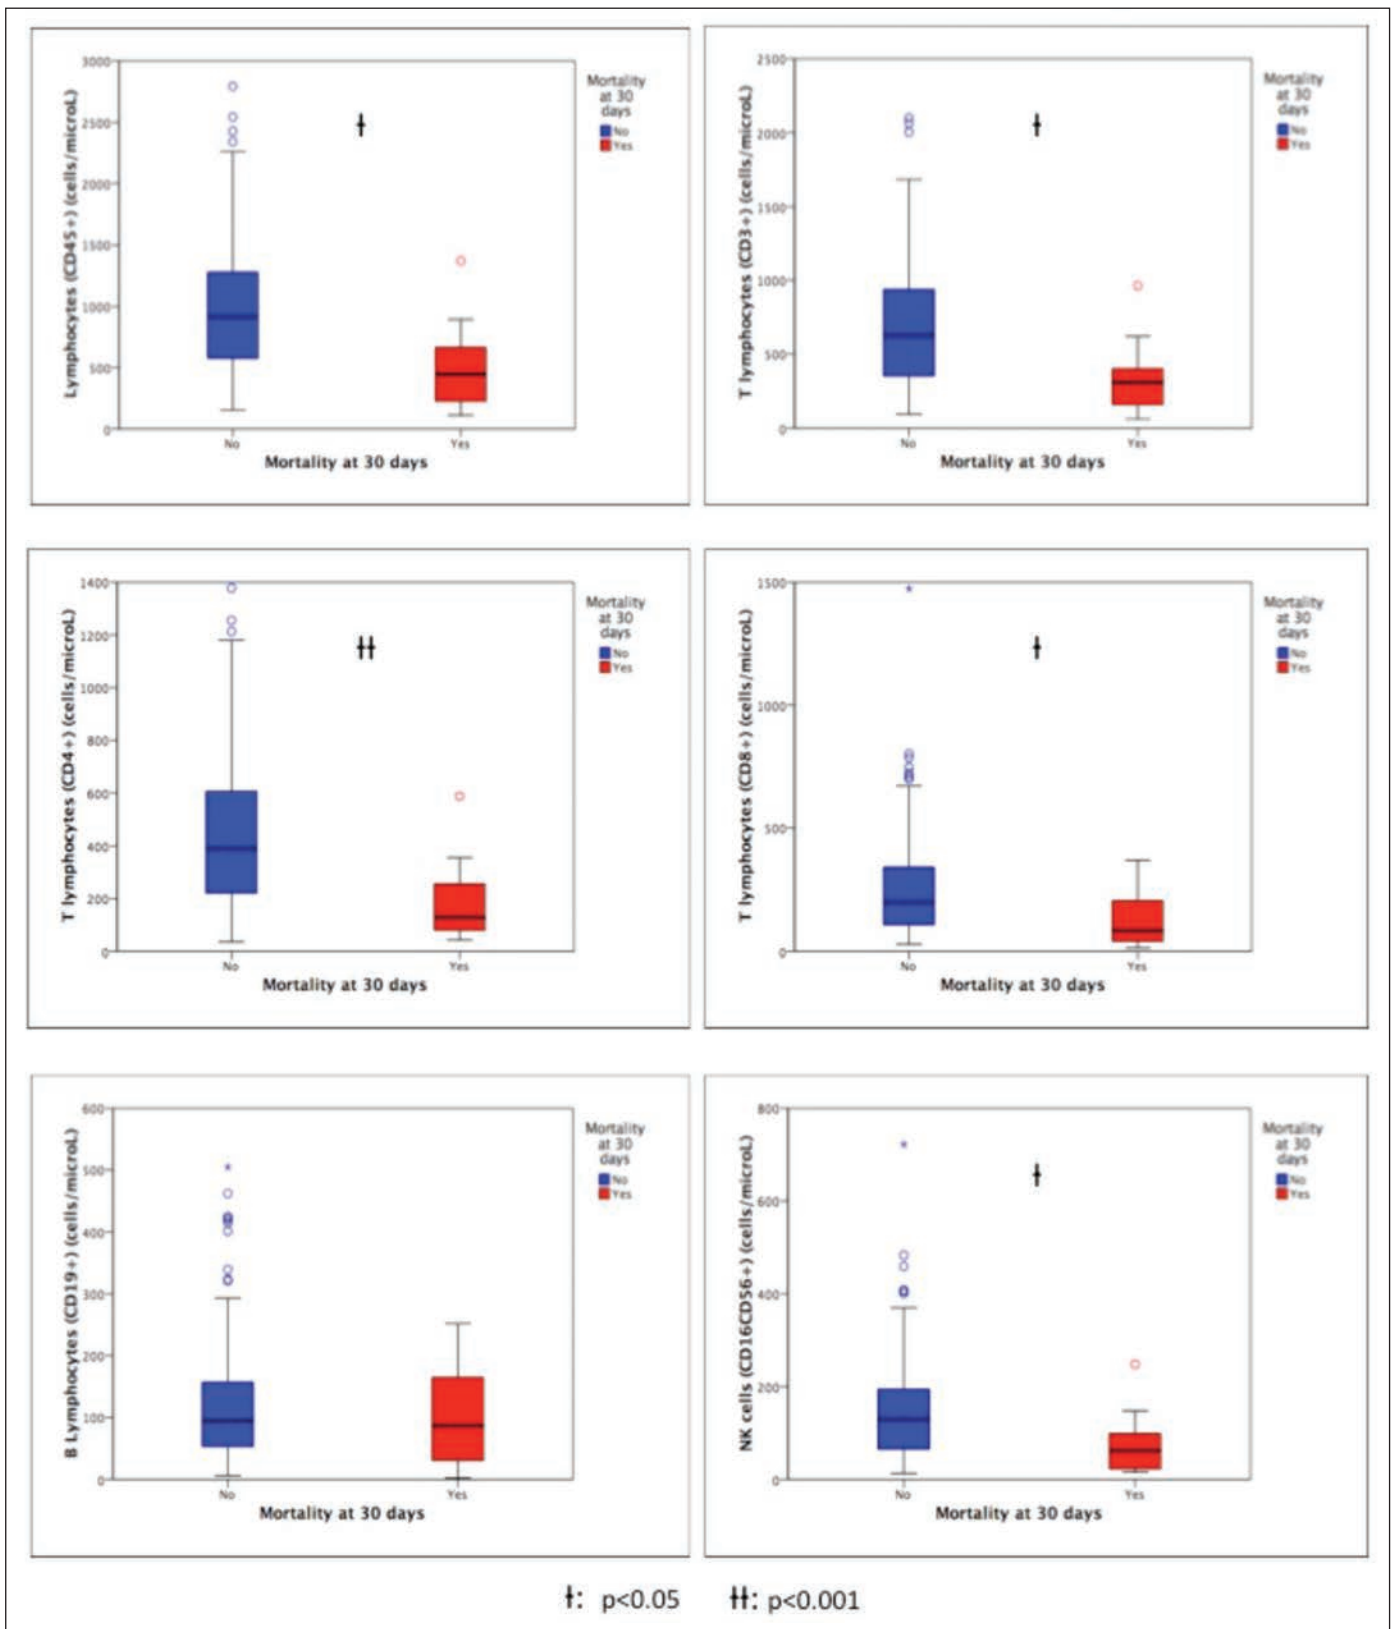 3000
2500
2000
1500
1000
500
0
Lymphocytes (CD45+) (cells/microL)
No
Yes
Mortality at 30 days
Mortality
at 30
days
No
Yes
†
2500
2000
1500
1000
500
0
T lymphocytes (CD3+) (cells/microL)
No
Yes
Mortality at 30 days
Mortality
at 30
days
No
Yes
†
1400
1200
1000
800
600
400
200
0
T lymphocytes (CD4+) (cells/microL)
No
Yes
Mortality at 30 days
Mortality
at 30
days
No
Yes
††
1500
1000
500
0
T lymphocytes (CD8+) (cells/microL)
No
Yes
Mortality at 30 days
Mortality
at 30
days
No
Yes
†
600
500
400
300
200
100
0
B Lymphocytes (CD19+) (cells/microL)
No
Yes
Mortality at 30 days
Mortality
at 30
days
No
Yes
800
600
400
200
0
NK cells (CD16CD56+) (cells/microL)
No
Yes
Mortality at 30 days
Mortality
at 30
days
No
Yes
†
†: p<0.05 ††: p<0.001